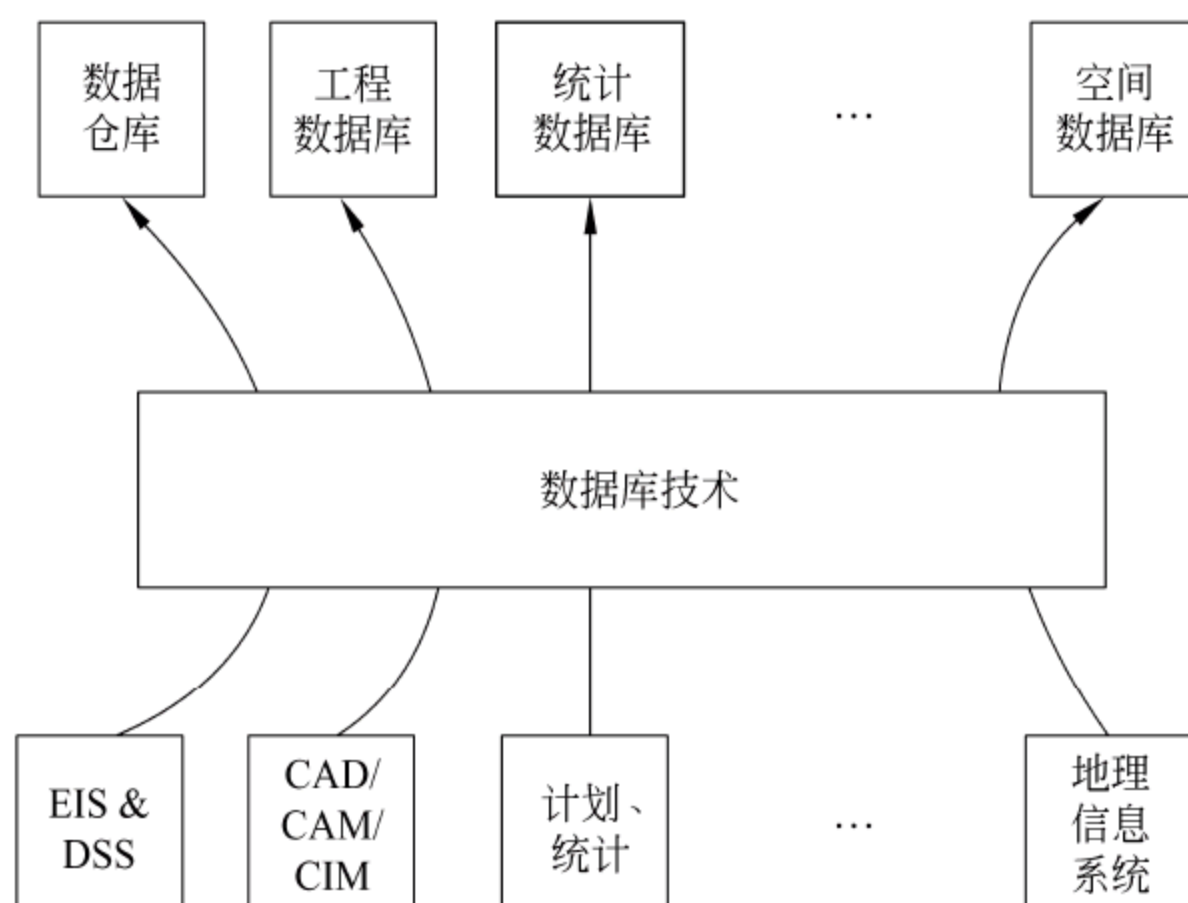 数据
仓库
工程
数据库
统计
数据库
…
空间
数据库
数据库技术
EIS &
DSS
CAD/
CAM/
CIM
计划、
统计
…
地理
信息
系统